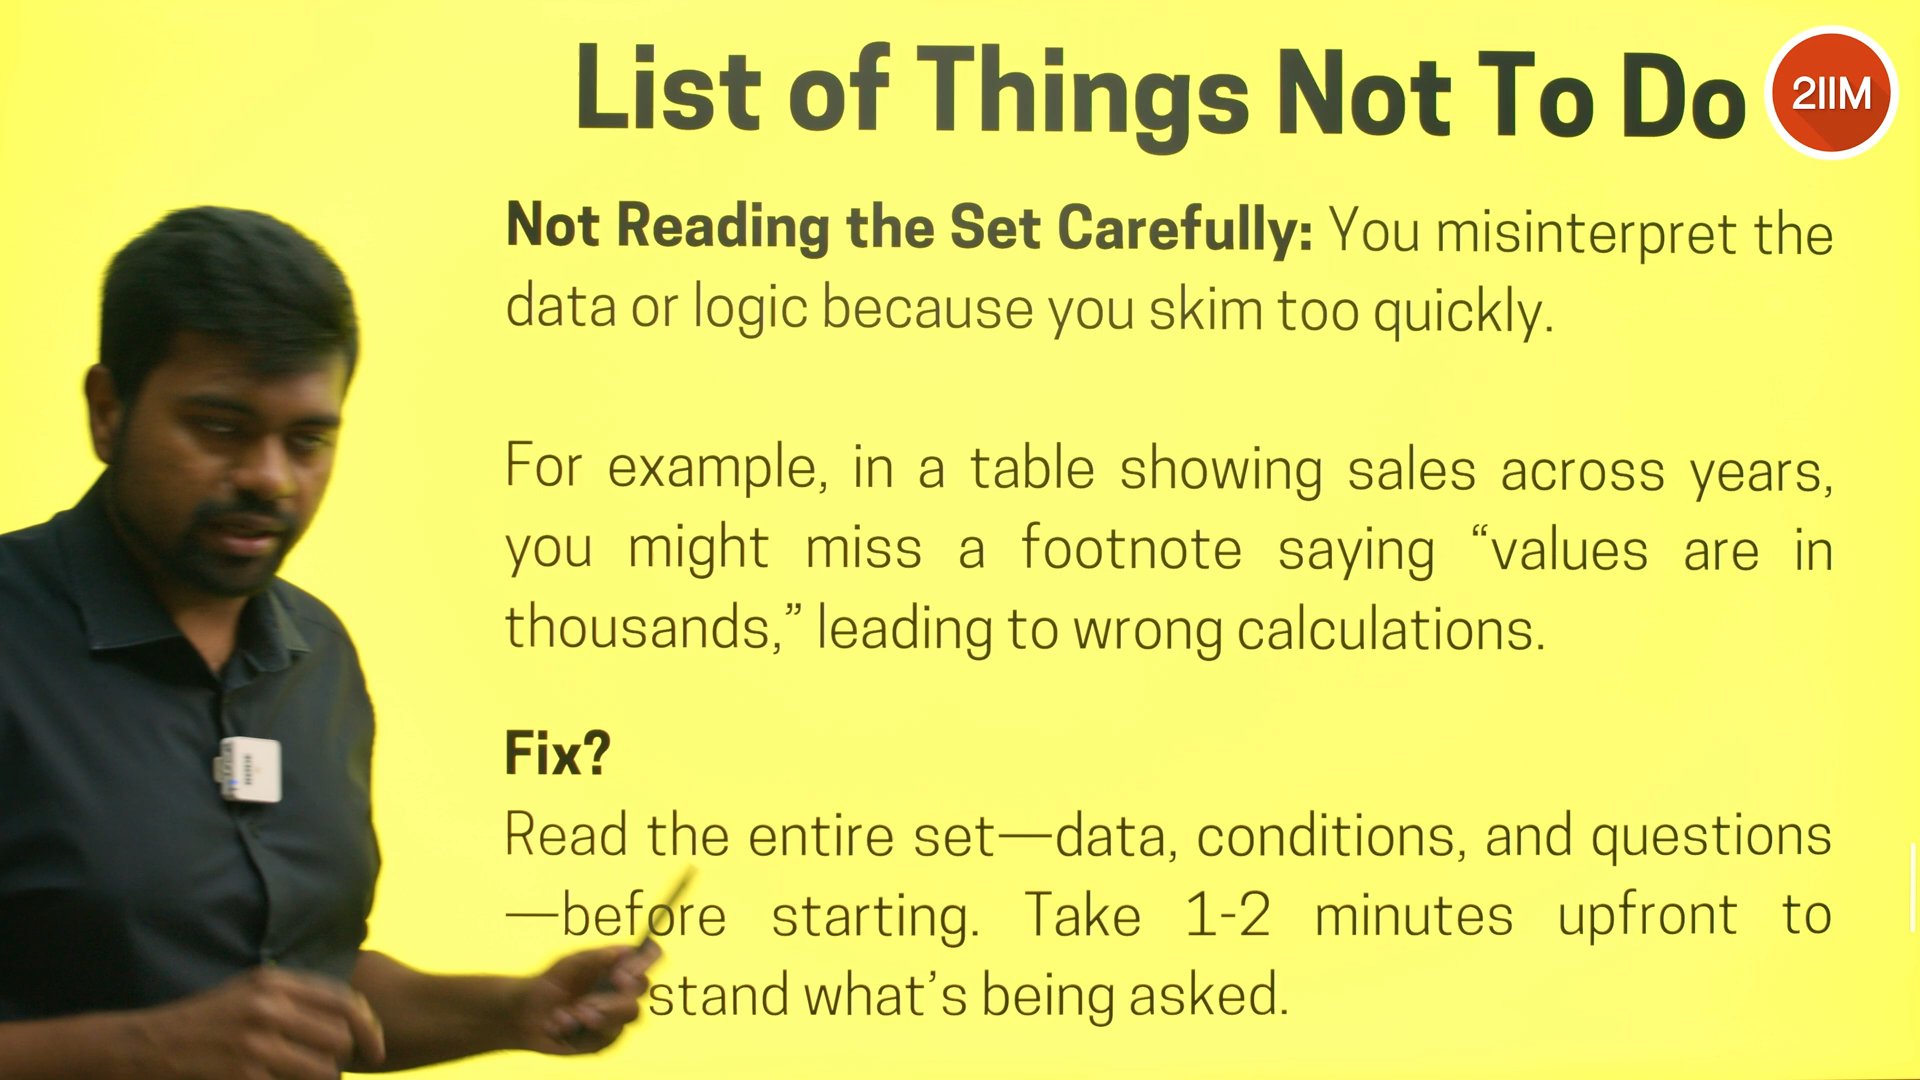 List of Things Not To Do
2IIM
Not Reading the Set Carefully: You misinterpret the
data or logic because you skim too quickly.
For example, in a table showing sales across years,
you might miss a footnote saying “values are in
thousands,” leading to wrong calculations.
Fix?
Read the entire set—data, conditions, and questions
—before starting. Take 1-2 minutes upfront to
stand what’s being asked.